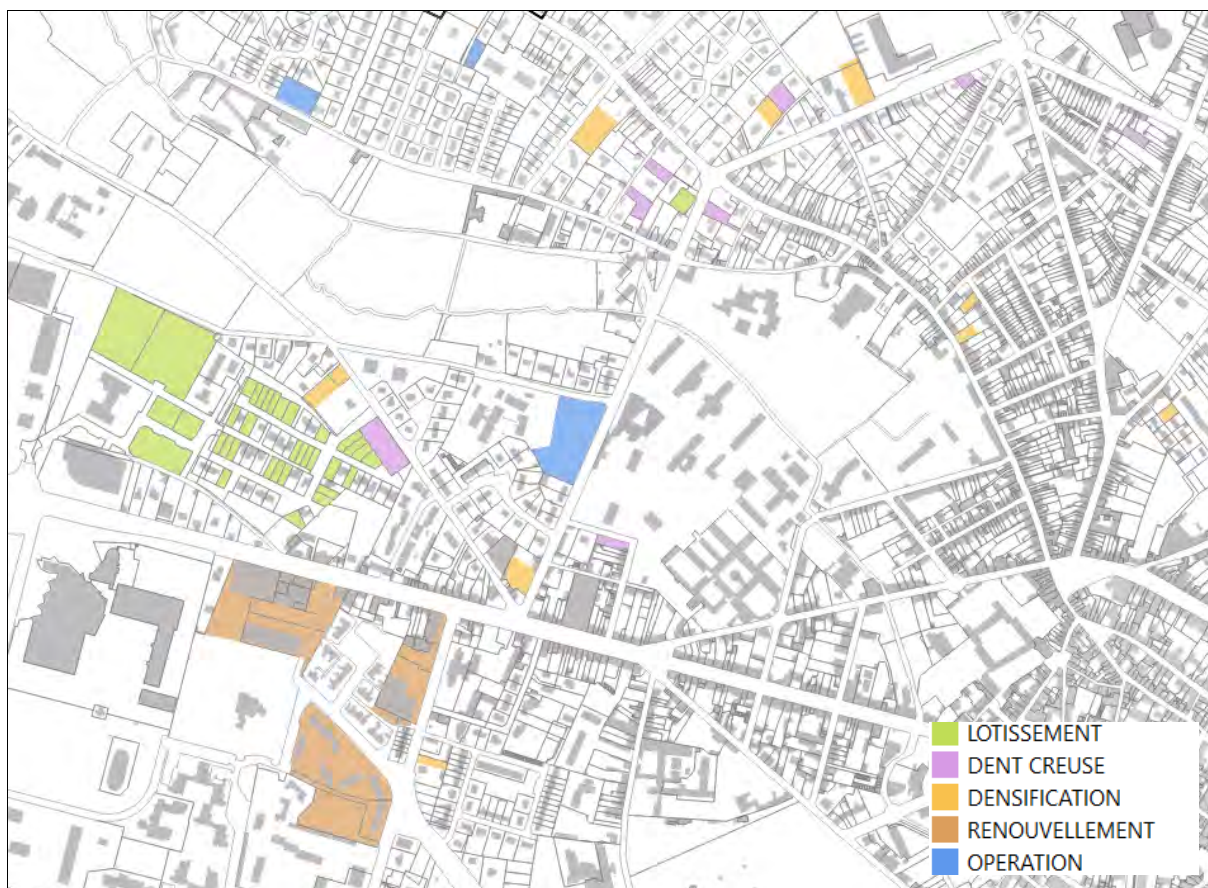 LOTISSEMENT
DENT CREUSE
DENSIFICATION
RENOUVELLEMENT
OPERATION